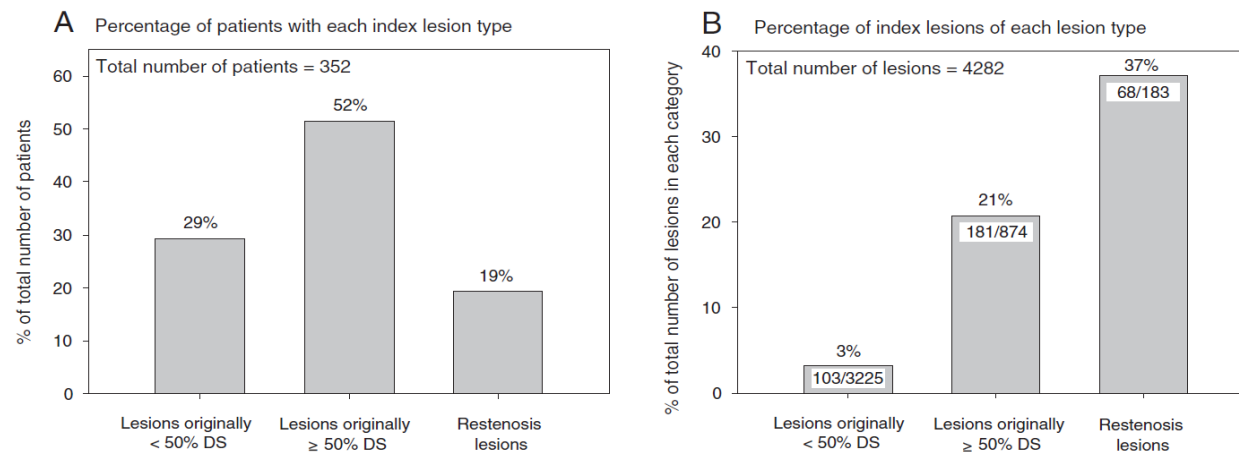 A Percentage of patients with each index lesion type
Total number of patients = 352
% of total number of patients
60
50
40
30
20
10
0
29%
52%
19%
Lesions originally
< 50% DS
Lesions originally
≥ 50% DS
Restenosis
lesions
B Percentage of index lesions of each lesion type
Total number of lesions = 4282
% of total number of lesions in each category
40
30
20
10
0
3%
103/3225
21%
181/874
37%
68/183
Lesions originally
< 50% DS
Lesions originally
≥ 50% DS
Restenosis
lesions